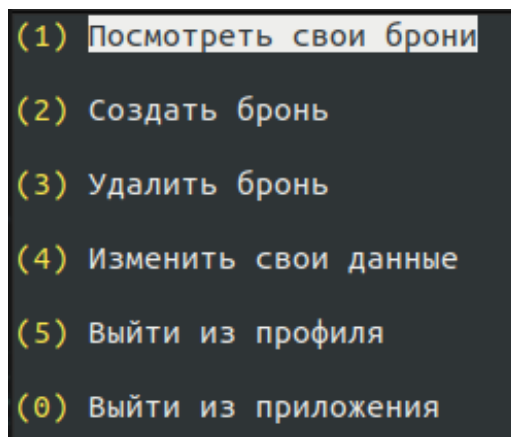 (1) Посмотреть свои брони
(2) Создать бронь
(3) Удалить бронь
(4) Изменить свои данные
(5) Выйти из профиля
(0) Выйти из приложения